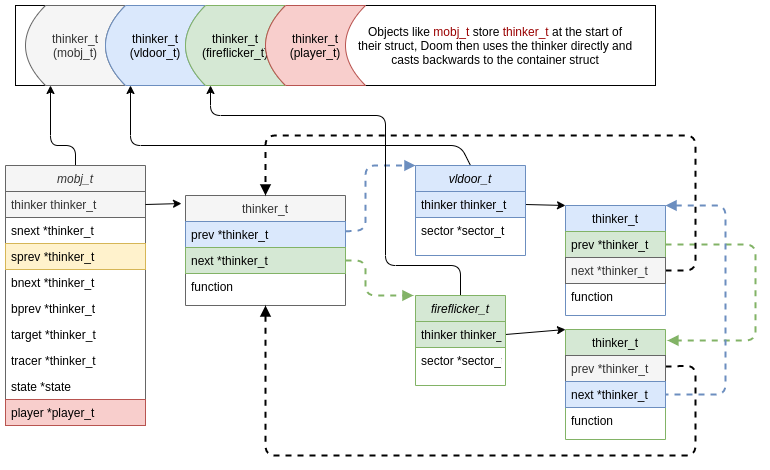 thinker_t
(mobj_t)
thinker_t
(vldoor_t)
thinker_t
(fireflicker_t)
thinker_t
(player_t)
Objects like mobj_t store thinker_t at the start of
their struct, Doom then uses the thinker directly and
casts backwards to the container struct
mobj_t
thinker thinker_t
snext *thinker_t
sprev *thinker_t
bnext *thinker_t
bprev *thinker_t
target *thinker_t
tracer *thinker_t
state *state
player *player_t
thinker_t
prev *thinker_t
next *thinker_t
function
vldoor_t
thinker thinker_t
sector *sector_t
thinker_t
prev *thinker_t
next *thinker_t
function
fireflicker_t
thinker thinker_
sector *sector_
thinker_t
prev *thinker_t
next *thinker_t
function